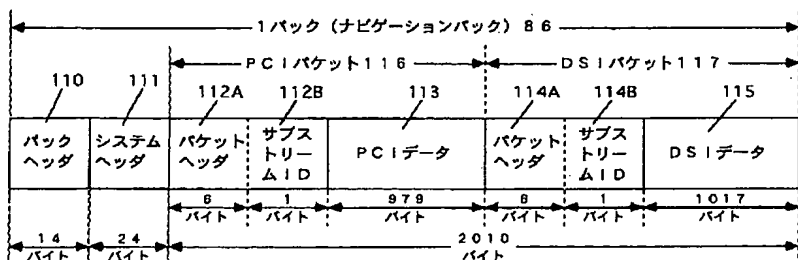 1パック(ナビゲーションパック)86
PCIパケット116
DSIパケット117
110
111
112A
112B
113
114A
114B
115
パック
ヘッダ
システム
ヘッダ
パケット
ヘッダ
サブス
トリー
ムID
PCIデータ
パケット
ヘッダ
サブス
トリー
ムID
DSIデータ
6
バイト
1
バイト
979
バイト
6
バイト
1
バイト
1017
バイト
14
バイト
24
バイト
2010
バイト